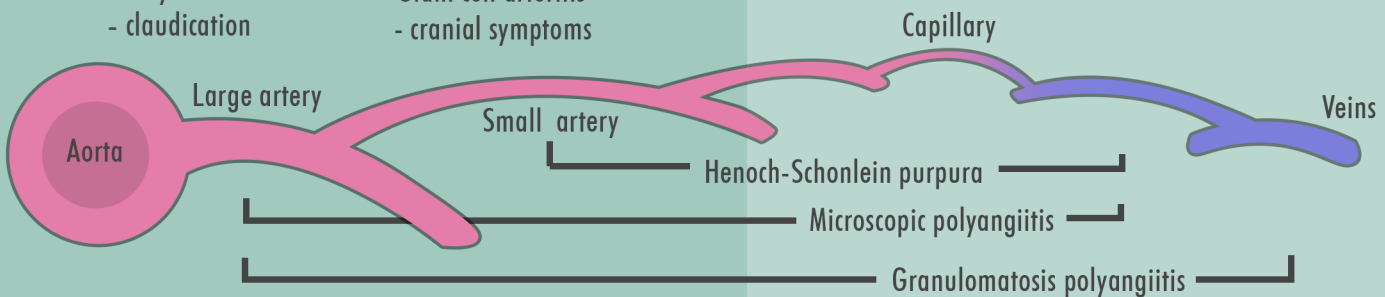 - claudication
- cranial symptoms
Capillary
Large artery
Small artery
Veins
Aorta
Henoch-Schonlein purpura
Microscopic polyangiitis
Granulomatosis polyangiitis